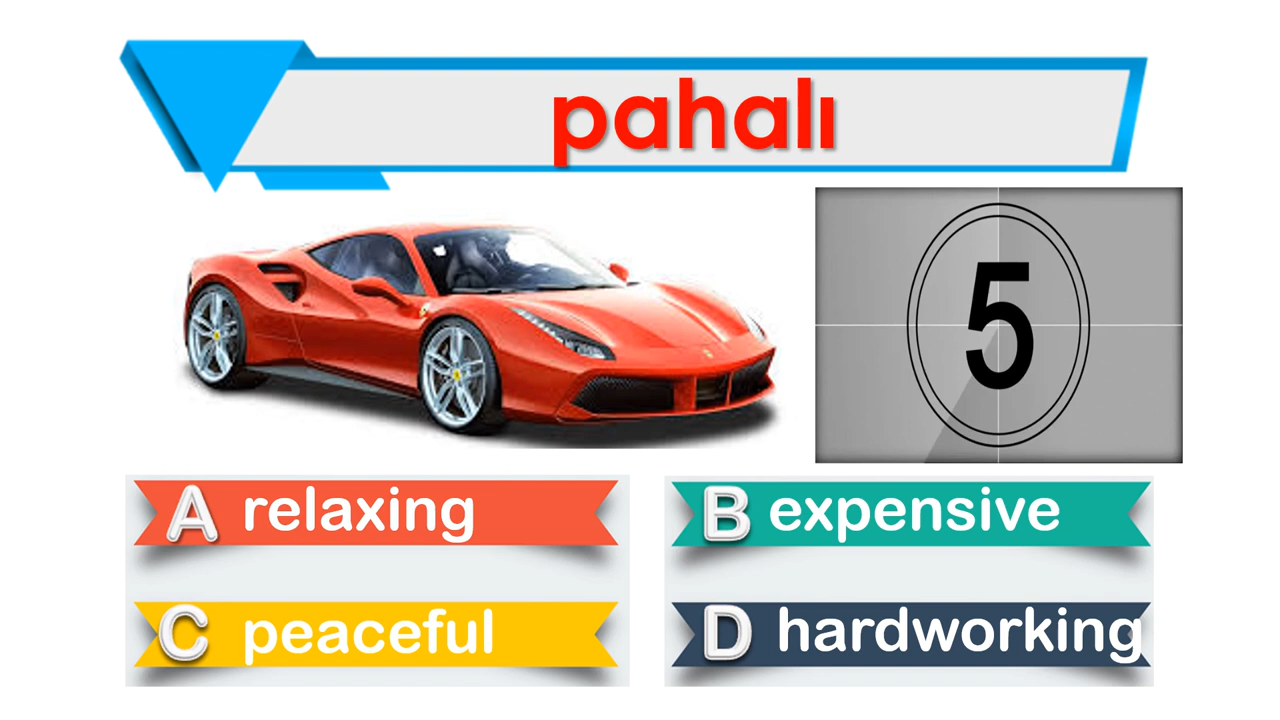 pahalı
5
A relaxing
B expensive
C peaceful
D hardworking